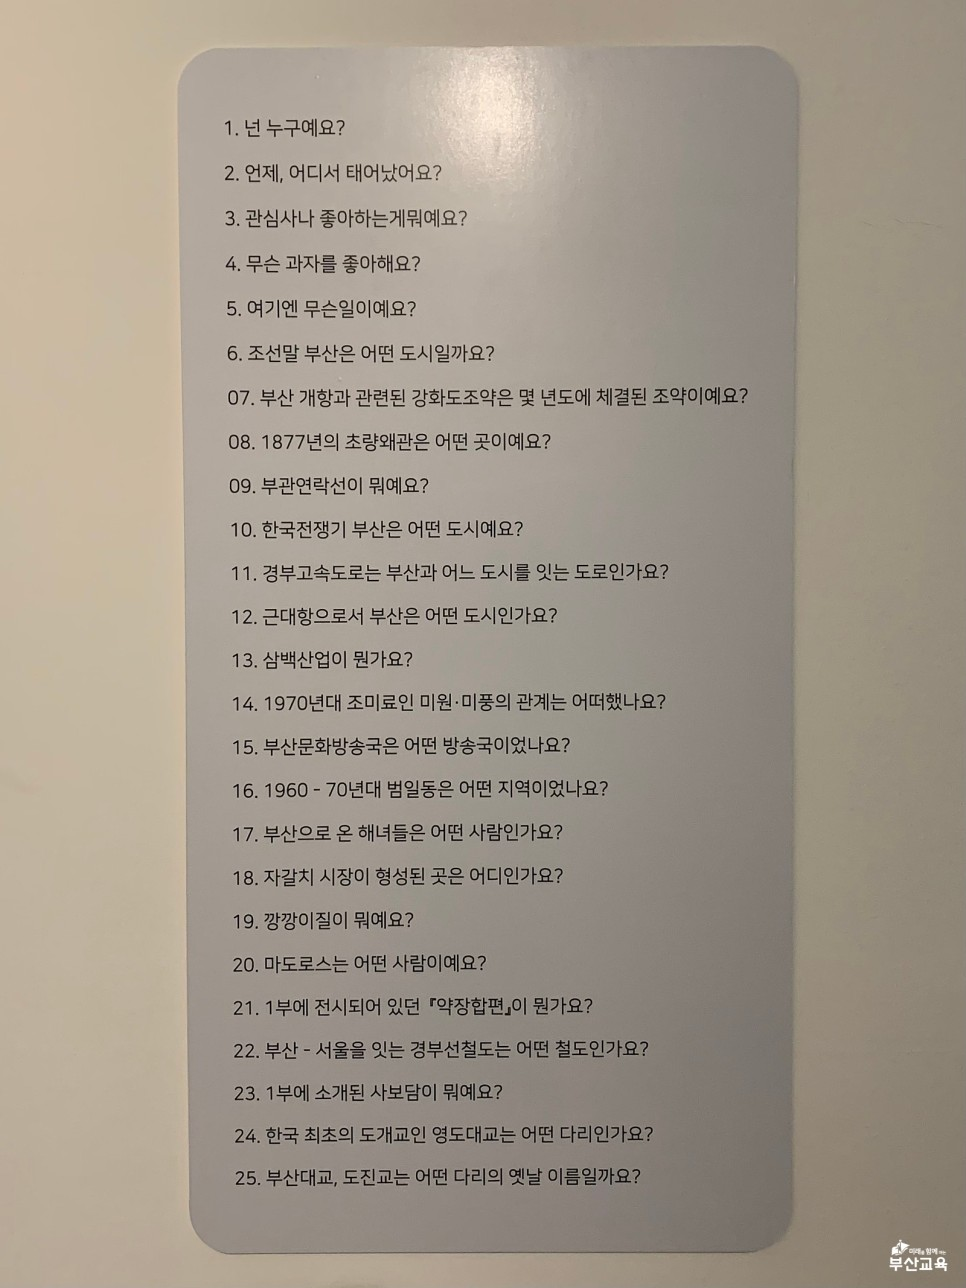 1. 넌 누구예요?
2. 언제, 어디서 태어났어요?
3. 관심사나 좋아하는게뭐예요?
4. 무슨 과자를 좋아해요?
5. 여기엔 무슨일이예요?
6. 조선말 부산은 어떤 도시일까요?
07. 부산 개항과 관련된 강화도조약은 몇 년도에 체결된 조약이예요?
08. 1877년의 초량왜관은 어떤 곳이예요?
09. 부관연락선이 뭐예요?
10. 한국전쟁기 부산은 어떤 도시예요?
11. 경부고속도로는 부산과 어느 도시를 잇는 도로인가요?
12. 근대항으로서 부산은 어떤 도시인가요?
13. 삼백산업이 뭔가요?
14. 1970년대 조미료인 미원·미풍의 관계는 어떠했나요?
15. 부산문화방송국은 어떤 방송국이었나요?
16. 1960 - 70년대 범일동은 어떤 지역이었나요?
17. 부산으로 온 해녀들은 어떤 사람인가요?
18. 자갈치 시장이 형성된 곳은 어디인가요?
19. 깡깡이질이 뭐예요?
20. 마도로스는 어떤 사람이예요?
21. 1부에 전시되어 있던 『약장합편』이 뭔가요?
22. 부산 - 서울을 잇는 경부선철도는 어떤 철도인가요?
23. 1부에 소개된 사보담이 뭐예요?
24. 한국 최초의 도개교인 영도대교는 어떤 다리인가요?
25. 부산대교, 도진교는 어떤 다리의 옛날 이름일까요?
미래를 함께 하는
부산교육